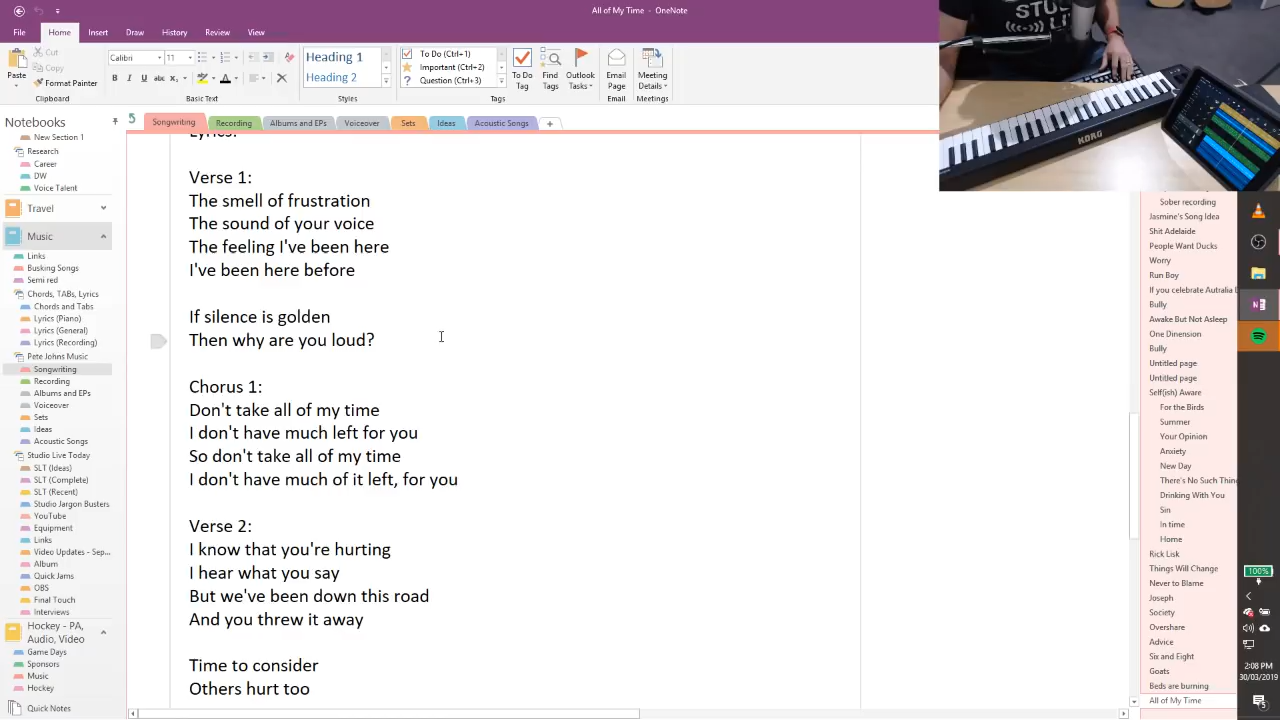 All of My Time - OneNote
File Home Insert Draw History Review View
Paste
Cut
Copy
Format Painter
Clipboard
Calibri 11
B I U abc x₂ A
Basic Text
Heading 1
Heading 2
Styles
To Do (Ctrl+1)
Important (Ctrl+2)
Question (Ctrl+3)
To Do Tag
Find Tags
Outlook Tasks
Tags
Email Page
Email
Meeting Details
Meetings
Notebooks
5
Songwriting Recording Albums and EPs Voiceover Sets Ideas Acoustic Songs
New Section 1
Research
Career
DW
Voice Talent
Travel
Music
Links
Busking Songs
Semi red
Chords, TABs, Lyrics
Chords and Tabs
Lyrics (Piano)
Lyrics (General)
Lyrics (Recording)
Pete Johns Music
Songwriting
Recording
Albums and EPs
Voiceover
Sets
Ideas
Acoustic Songs
Studio Live Today
SLT (Ideas)
SLT (Complete)
SLT (Recent)
Studio Jargon Busters
YouTube
Equipment
Links
Video Updates - Sep...
Album
Quick Jams
OBS
Final Touch
Interviews
Hockey - PA,
Audio, Video
Game Days
Sponsors
Music
Hockey
Quick Notes
Lyrics:
Verse 1:
The smell of frustration
The sound of your voice
The feeling I've been here
I've been here before
If silence is golden
Then why are you loud?
Chorus 1:
Don't take all of my time
I don't have much left for you
So don't take all of my time
I don't have much of it left, for you
Verse 2:
I know that you're hurting
I hear what you say
But we've been down this road
And you threw it away
Time to consider
Others hurt too
KORG
Sober recording
Jasmine's Song Idea
Shit Adelaide
People Want Ducks
Worry
Run Boy
If you celebrate Autralia
Bully
Awake But Not Asleep
One Dimension
Bully
Untitled page
Untitled page
Self(ish) Aware
For the Birds
Summer
Your Opinion
Anxiety
New Day
There's No Such Thin
Drinking With You
Sin
In time
Home
Rick Lisk
Things Will Change
Never to Blame
Joseph
Society
Overshare
Advice
Six and Eight
Goats
Beds are burning
All of My Time
100%
2:08 PM
30/03/2019